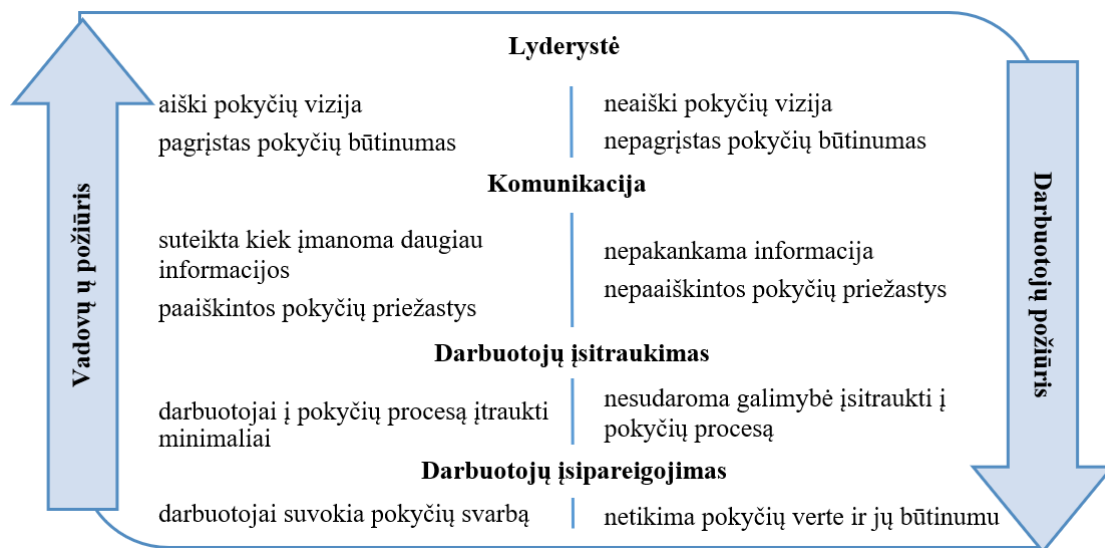 Lyderystė
aiški pokyčių vizija
pagrįstas pokyčių būtinumas
neaiški pokyčių vizija
nepagrįstas pokyčių būtinumas
Komunikacija
suteikta kiek įmanoma daugiau
informacijos
paaiškintos pokyčių priežastys
nepakankama informacija
nepaaiškintos pokyčių priežastys
Darbuotojų įsitraukimas
darbuotojai į pokyčių procesą įtraukti
minimaliai
nesudaroma galimybė įsitraukti į
pokyčių procesą
Darbuotojų įsipareigojimas
darbuotojai suvokia pokyčių svarbą
netikima pokyčių verte ir jų būtinumu
Vadovų ų požiūris
Darbuotojų požiūris